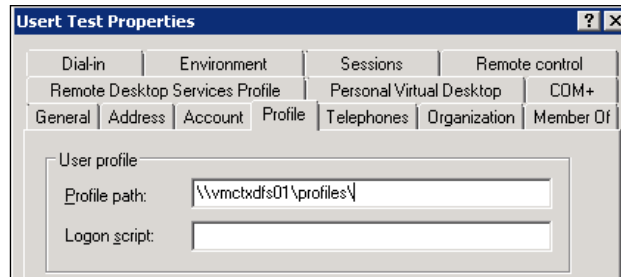 Usert Test Properties
Dial-in Environment Sessions Remote control
Remote Desktop Services Profile Personal Virtual Desktop COM+
General Address Account Profile Telephones Organization Member Of
User profile
Profile path: \\vmctxdfs01\profiles\
Logon script: